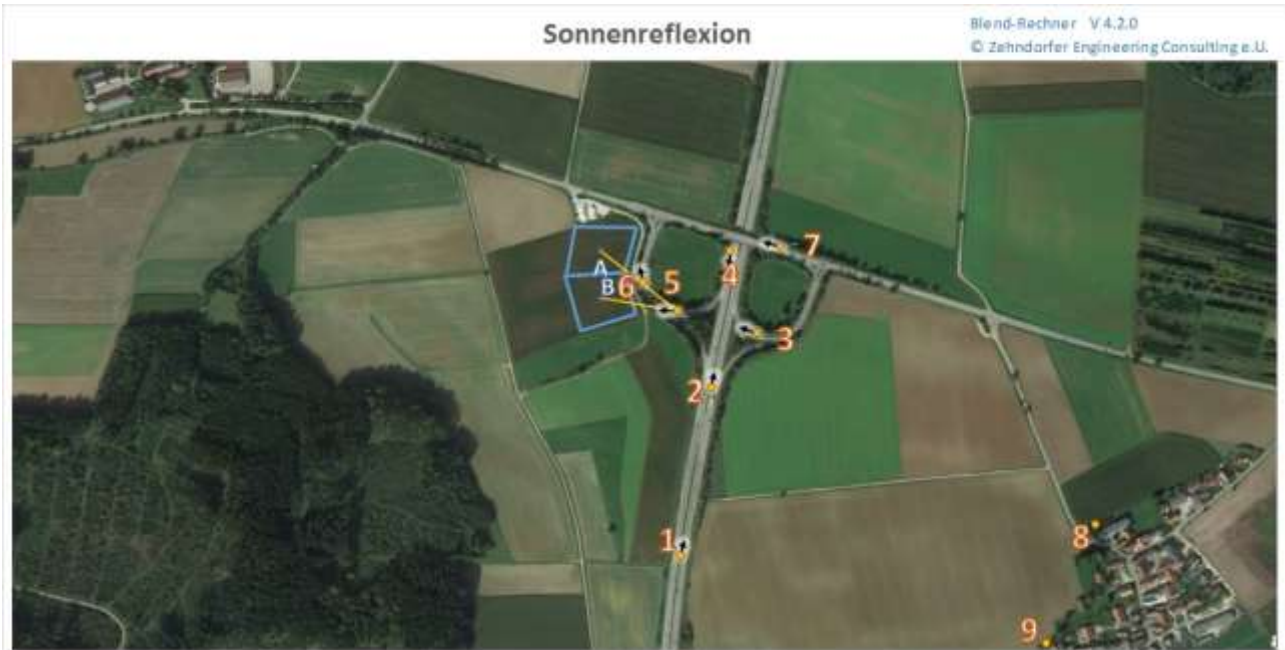 Sonnenreflexion
Blend-Rechner V 4.2.0
© Zehndorfer Engineering Consulting e.U.
7
A
4
B 6 5
3
2
1
8
9